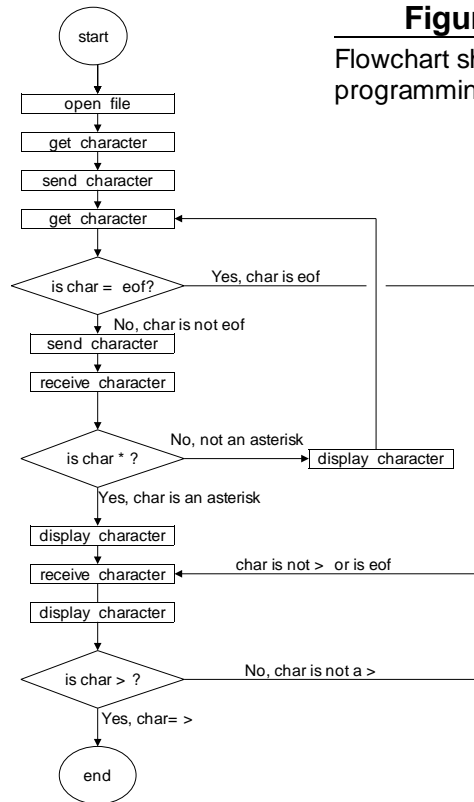 Figur
Flowchart sh
programmin
start
open file
get character
send character
get character
is char = eof?
Yes, char is eof
No, char is not eof
send character
receive character
is char * ?
No, not an asterisk
display character
Yes, char is an asterisk
display character
receive character
char is not > or is eof
display character
is char > ?
No, char is not a >
Yes, char= >
end